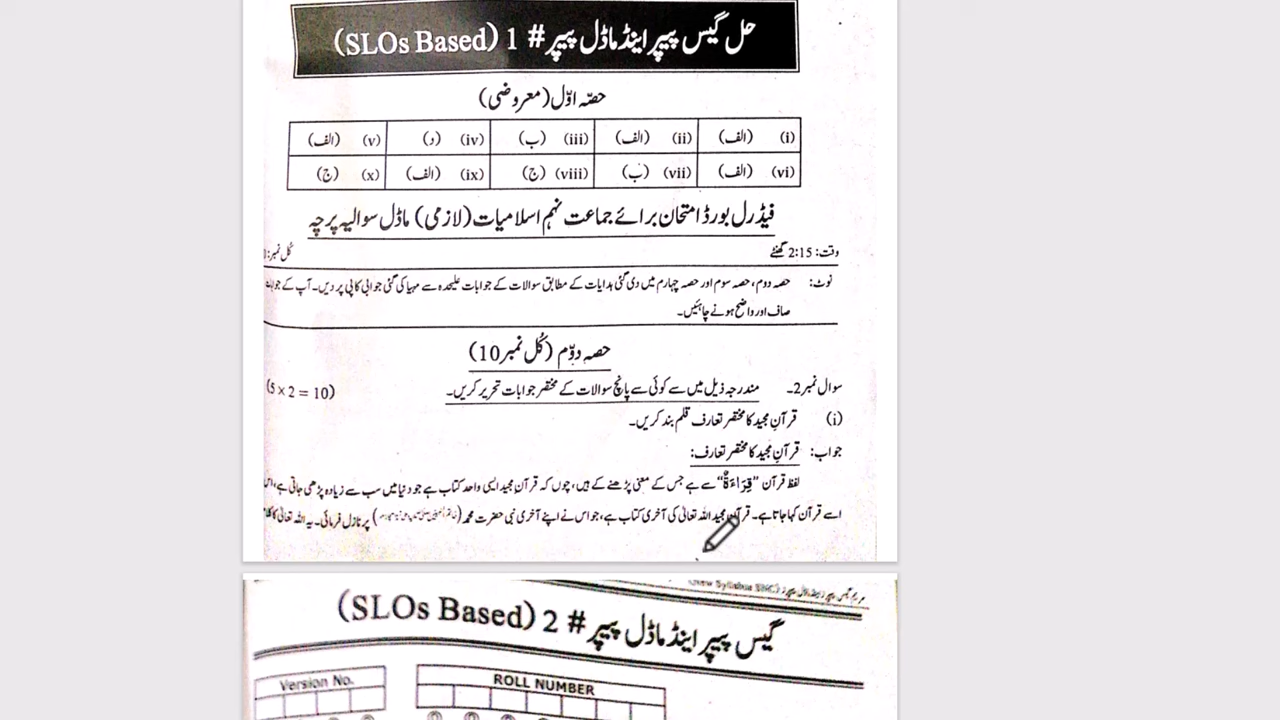 حل گیس پیپر اینڈ ماڈل پیپر # 1 (SLOs Based)
حصّہ اوّل (معروضی)
(i) (الف) (ii) (الف) (iii) (ب) (iv) (د) (v) (الف)
(vi) (الف) (vii) (ب) (viii) (ج) (ix) (الف) (x) (ج)
فیڈرل بورڈ امتحان برائے جماعت نہم اسلامیات (لازمی) ماڈل سوالیہ پرچہ
وقت: 2:15 گھنٹے کُل نمبر:
نوٹ: حصہ دوم، حصہ سوم اور حصہ چہارم میں دی گئی ہدایات کے مطابق سوالات کے جوابات علیحدہ سے مہیا کی گئی جوابی کاپی پر دیں۔ آپ کے جوابات
صاف اور واضح ہونے چاہئیں۔
حصہ دوّم (کُل نمبر 10)
سوال نمبر 2۔ مندرجہ ذیل میں سے کوئی سے پانچ سوالات کے مختصر جوابات تحریر کریں۔ (5 × 2 = 10)
(i) قرآنِ مجید کا مختصر تعارف قلم بند کریں۔
جواب: قرآنِ مجید کا مختصر تعارف:
لفظ قرآن "قِرَاءَۃٌ" سے ہے جس کے معنی پڑھنے کے ہیں، چوں کہ قرآنِ مجید ایسی واحد کتاب ہے جو دنیا میں سب سے زیادہ پڑھی جاتی ہے،
اسے قرآن کہا جاتا ہے۔ قرآنِ مجید اللہ تعالیٰ کی آخری کتاب ہے، جو اس نے اپنے آخری نبی حضرت محمد پر نازل فرمائی۔ یہ اللہ تعالیٰ کا
گیس پیپر اینڈ ماڈل پیپر # 2 (SLOs Based)
Version No.
ROLL NUMBER